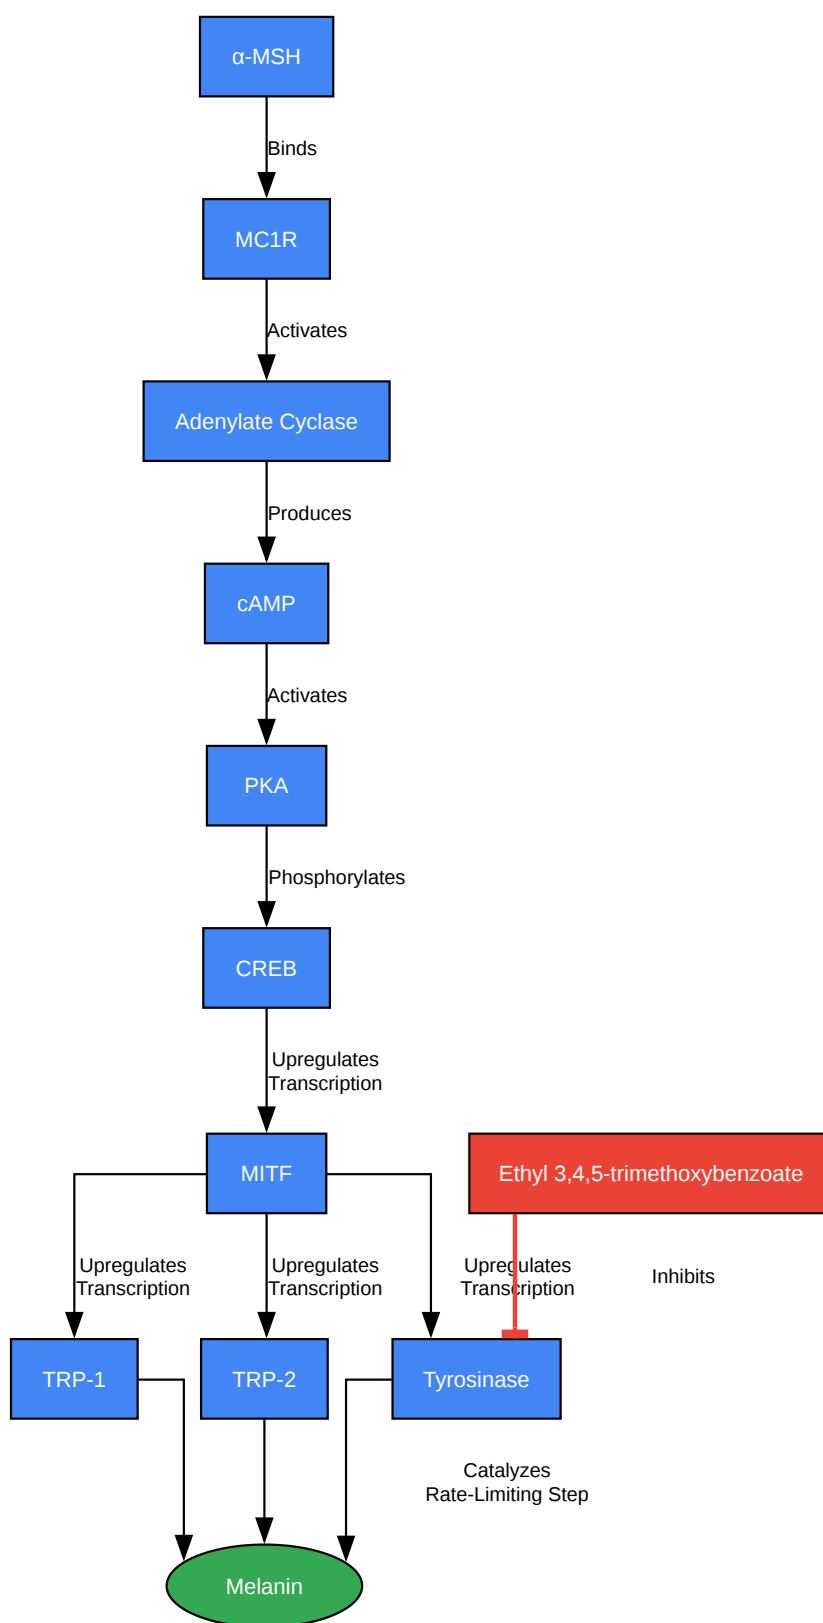 α-MSH
Binds
MC1R
Activates
Adenylate Cyclase
Produces
cAMP
Activates
PKA
Phosphorylates
CREB
Upregulates
Transcription
MITF
Ethyl 3,4,5-trimethoxybenzoate
Upregulates
Transcription
Upregulates
Transcription
Upregulates
Transcription
Inhibits
TRP-1
TRP-2
Tyrosinase
Catalyzes
Rate-Limiting Step
Melanin